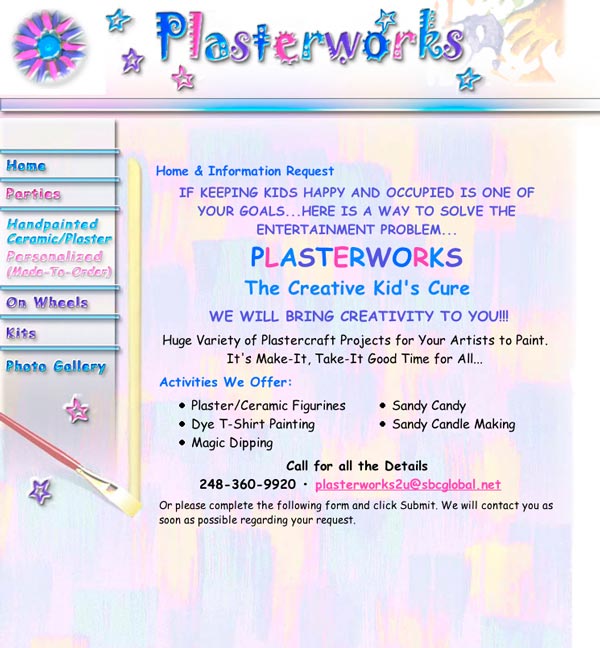 Plasterworks
Home
Parties
Handpainted
Ceramic/Plaster
Personalized
(Made-To-Order)
On Wheels
Kits
Photo Gallery
Home & Information Request
IF KEEPING KIDS HAPPY AND OCCUPIED IS ONE OF
YOUR GOALS...HERE IS A WAY TO SOLVE THE
ENTERTAINMENT PROBLEM...
PLASTERWORKS
The Creative Kid's Cure
WE WILL BRING CREATIVITY TO YOU!!!
Huge Variety of Plastercraft Projects for Your Artists to Paint.
It's Make-It, Take-It Good Time for All...
Activities We Offer:
• Plaster/Ceramic Figurines
• Dye T-Shirt Painting
• Magic Dipping
• Sandy Candy
• Sandy Candle Making
Call for all the Details
248-360-9920 • plasterworks2u@sbcglobal.net
Or please complete the following form and click Submit. We will contact you as
soon as possible regarding your request.